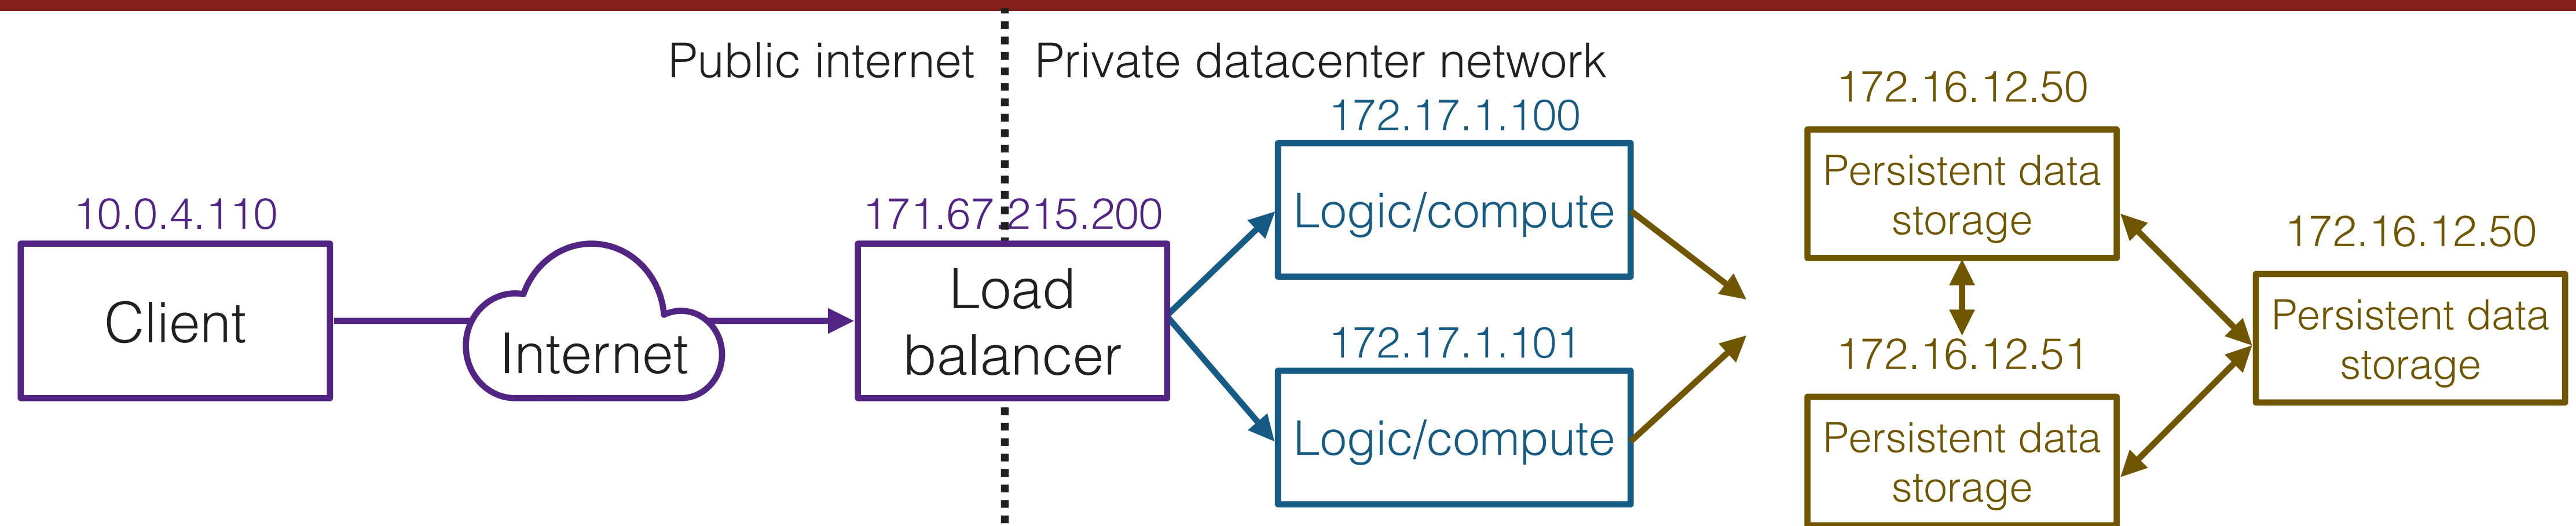 Public internet
Private datacenter network
10.0.4.110
Client
Internet
171.67.215.200
Load
balancer
172.17.1.100
Logic/compute
172.17.1.101
Logic/compute
172.16.12.50
Persistent data
storage
172.16.12.51
Persistent data
storage
172.16.12.50
Persistent data
storage